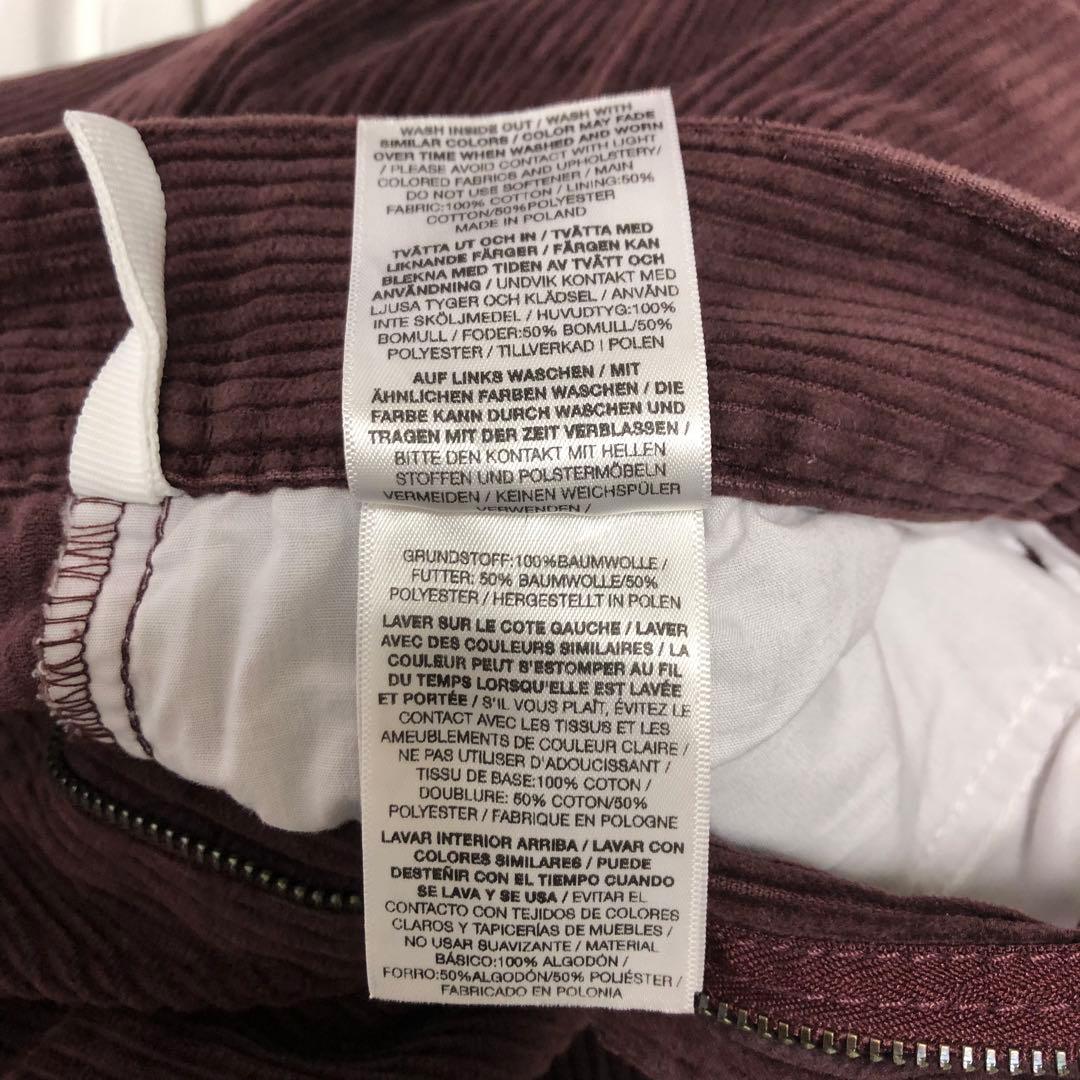 WASH INSIDE OUT / WASH WITH
SIMILAR COLORS / COLOR MAY FADE
OVER TIME WHEN WASHED AND WORN
/ PLEASE AVOID CONTACT WITH LIGHT
COLORED FABRICS AND UPHOLSTERY/
DO NOT USE SOFTENER / MAIN
FABRIC:100% COTTON / LINING:50%
COTTON/50%POLYESTER
MADE IN POLAND
TVÄTTA UT OCH IN / TVÄTTA MED
LIKNANDE FÄRGER / FÄRGEN KAN
BLEKNA MED TIDEN AV TVÄTT OCH
ANVÄNDNING / UNDVIK KONTAKT MED
LJUSA TYGER OCH KLÄDSEL / ANVÄND
INTE SKÖLJMEDEL / HUVUDTYG:100%
BOMULL / FODER:50% BOMULL/50%
POLYESTER / TILLVERKAD I POLEN
AUF LINKS WASCHEN / MIT
ÄHNLICHEN FARBEN WASCHEN / DIE
FARBE KANN DURCH WASCHEN UND
TRAGEN MIT DER ZEIT VERBLASSEN /
BITTE DEN KONTAKT MIT HELLEN
STOFFEN UND POLSTERMÖBELN
VERMEIDEN / KEINEN WEICHSPÜLER
VERWENDEN /
GRUNDSTOFF:100%BAUMWOLLE /
FUTTER: 50% BAUMWOLLE/50%
POLYESTER / HERGESTELLT IN POLEN
LAVER SUR LE COTE GAUCHE / LAVER
AVEC DES COULEURS SIMILAIRES / LA
COULEUR PEUT S'ESTOMPER AU FIL
DU TEMPS LORSQU'ELLE EST LAVÉE
ET PORTÉE / S'IL VOUS PLAÎT, ÉVITEZ LE
CONTACT AVEC LES TISSUS ET LES
AMEUBLEMENTS DE COULEUR CLAIRE /
NE PAS UTILISER D'ADOUCISSANT /
TISSU DE BASE:100% COTON /
DOUBLURE: 50% COTON/50%
POLYESTER / FABRIQUE EN POLOGNE
LAVAR INTERIOR ARRIBA / LAVAR CON
COLORES SIMILARES / PUEDE
DESTEÑIR CON EL TIEMPO CUANDO
SE LAVA Y SE USA / EVITAR EL
CONTACTO CON TEJIDOS DE COLORES
CLAROS Y TAPICERÍAS DE MUEBLES /
NO USAR SUAVIZANTE / MATERIAL
BÁSICO:100% ALGODÓN /
FORRO:50%ALGODÓN/50% POLIÉSTER /
FABRICADO EN POLONIA